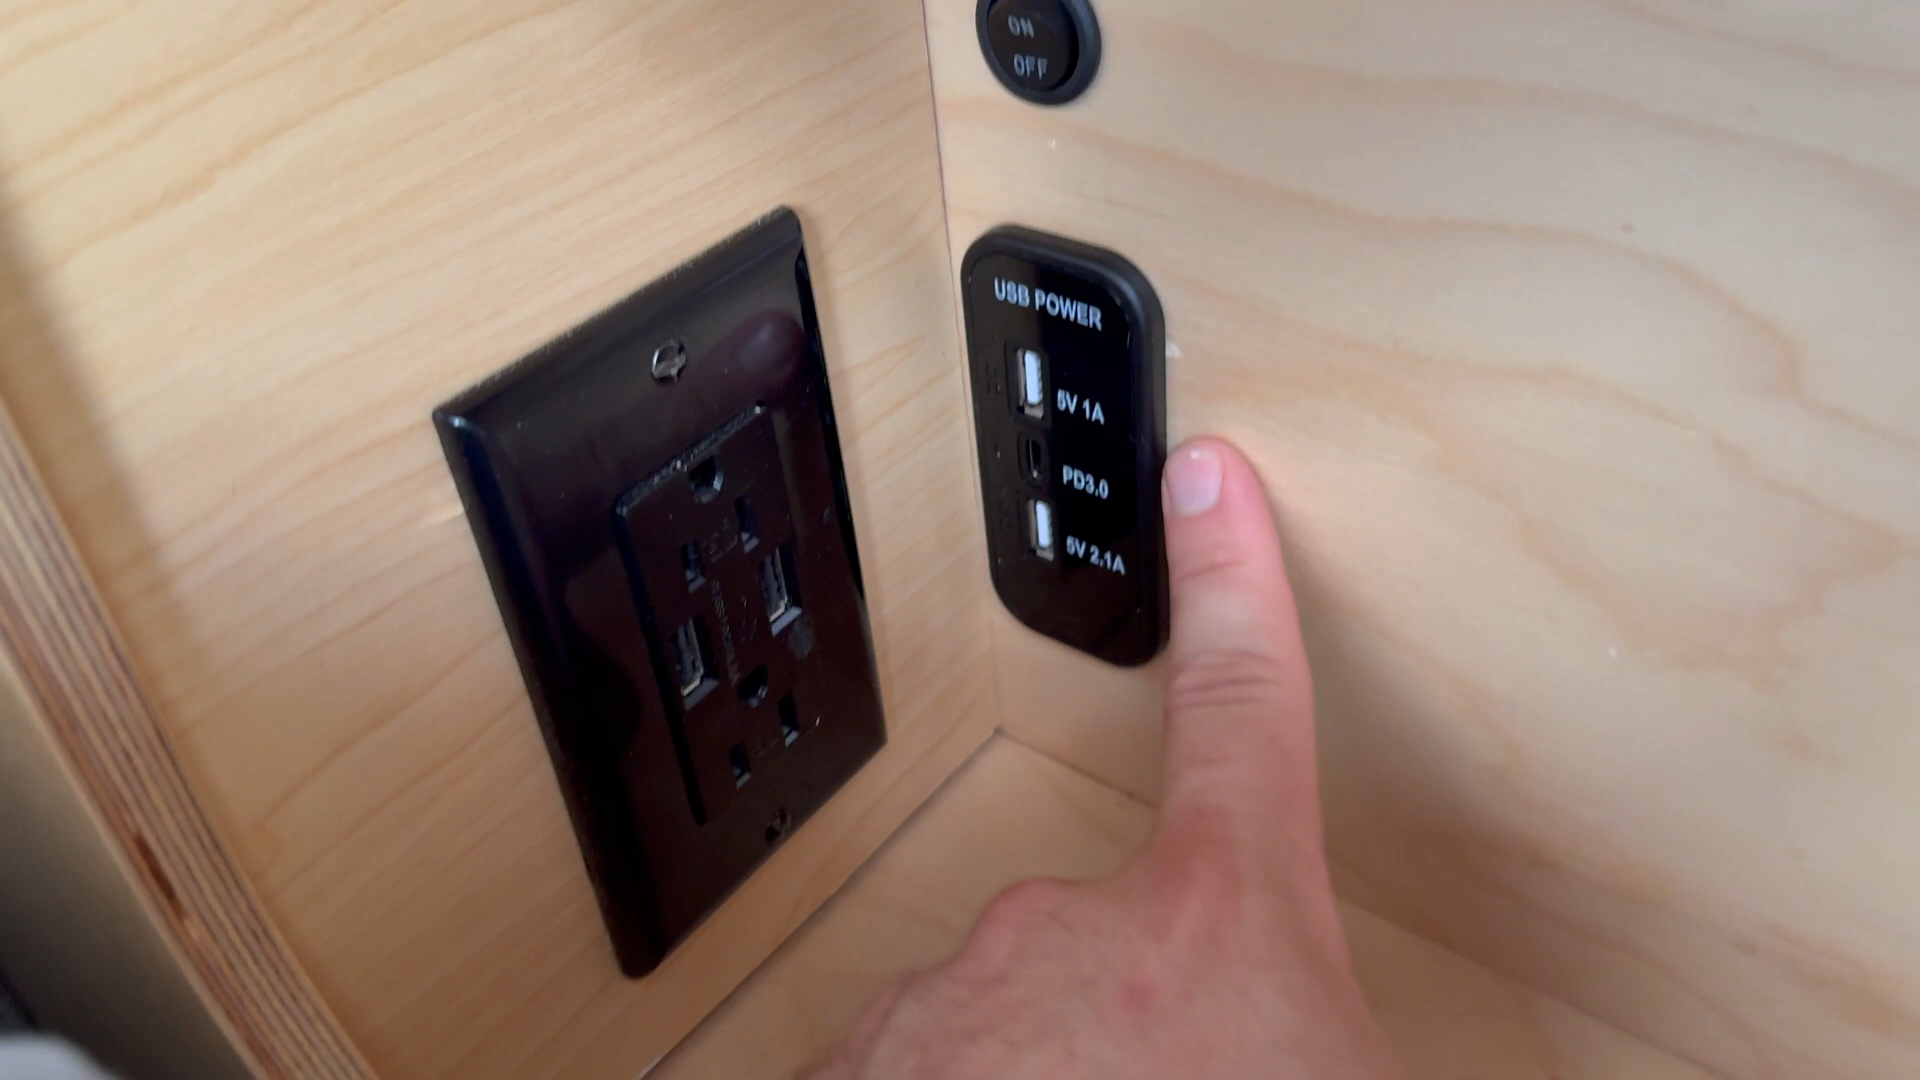 ON
OFF
USB POWER
5V 1A
PD3.0
5V 2.1A